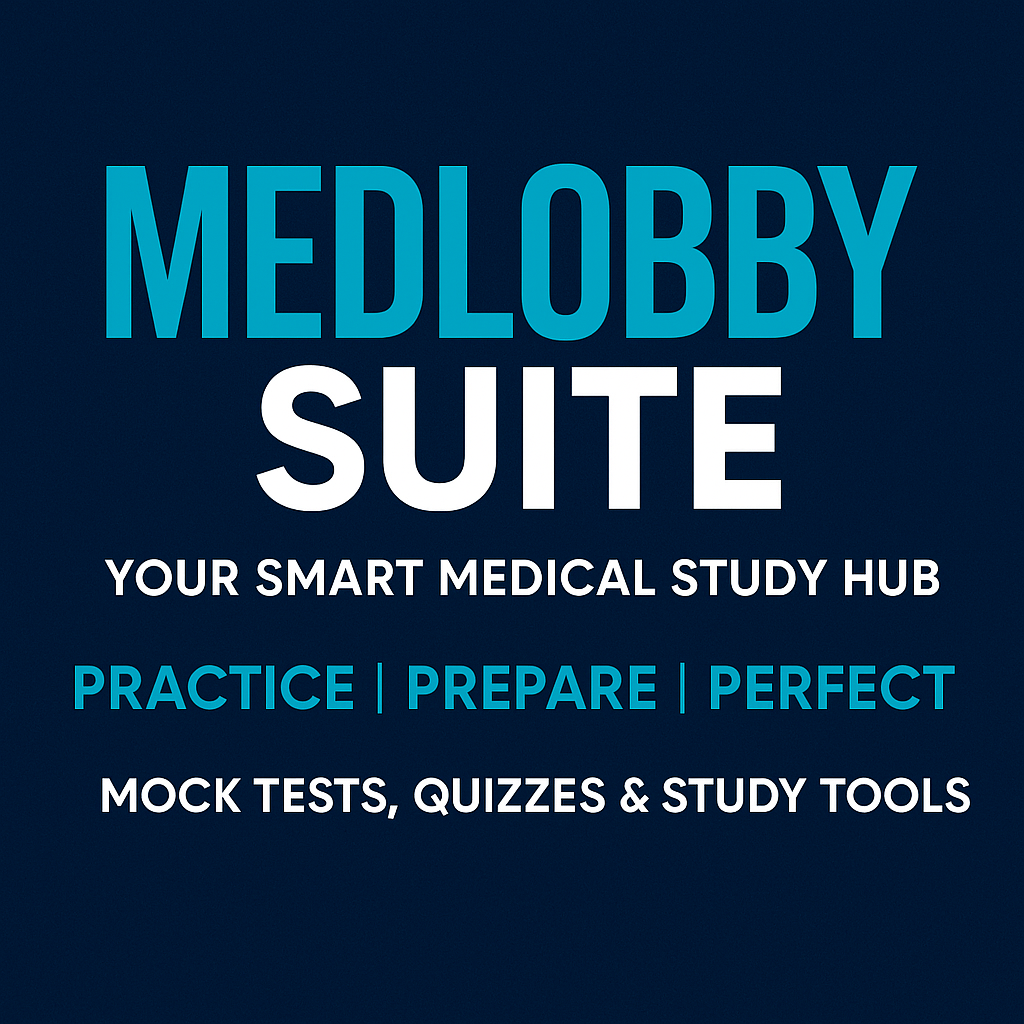 MEDLOBBY
SUITE
YOUR SMART MEDICAL STUDY HUB
PRACTICE | PREPARE | PERFECT
MOCK TESTS, QUIZZES & STUDY TOOLS